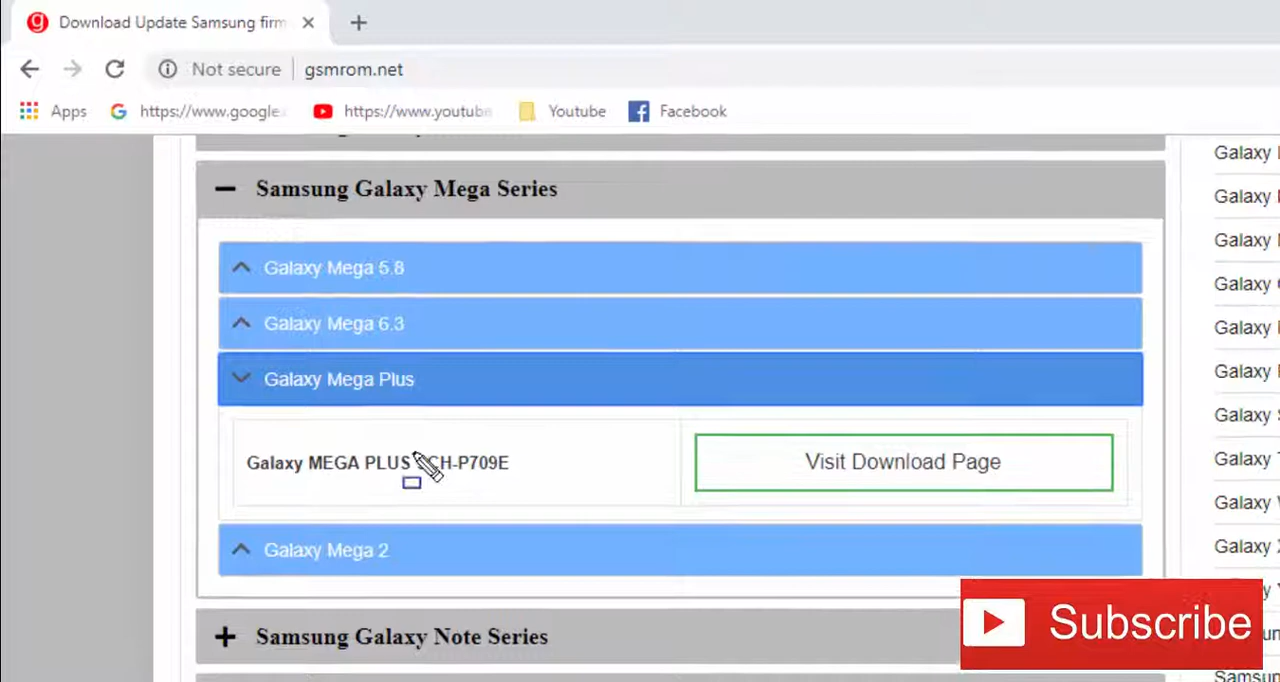 Download Update Samsung firm
Not secure gsmrom.net
Apps https://www.google. https://www.youtube Youtube Facebook
Samsung Galaxy Mega Series
Galaxy Mega 5.8
Galaxy Mega 6.3
Galaxy Mega Plus
Galaxy MEGA PLUS CH-P709E
Visit Download Page
Galaxy Mega 2
Samsung Galaxy Note Series
Galaxy
Galaxy
Galaxy
Galaxy
Galaxy
Galaxy
Galaxy
Galaxy
Galaxy
Galaxy
Subscribe